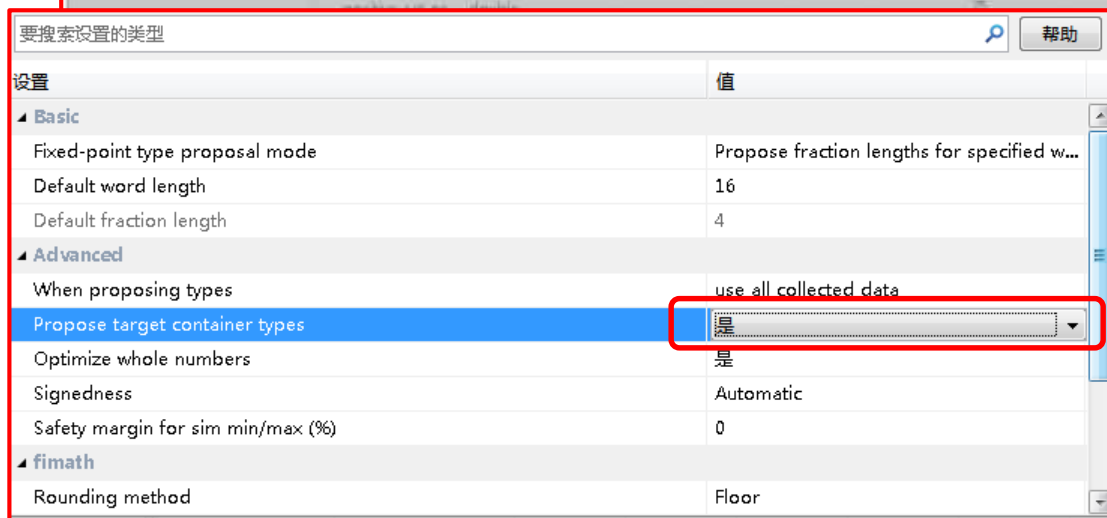 要搜索设置的类型 帮助
设置 值
Basic
Fixed-point type proposal mode Propose fraction lengths for specified w...
Default word length 16
Default fraction length 4
Advanced
When proposing types use all collected data
Propose target container types 是
Optimize whole numbers 是
Signedness Automatic
Safety margin for sim min/max (%) 0
fimath
Rounding method Floor